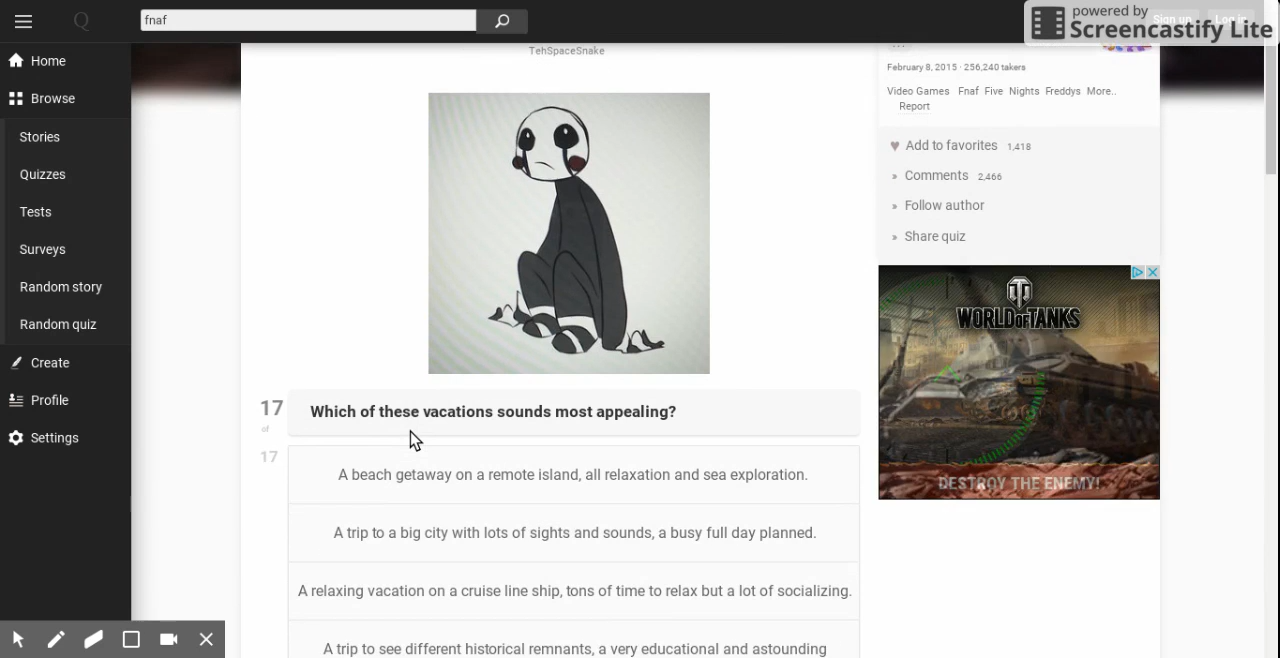 Q
fnaf
powered by
Screencastify Lite
Sign up
Log in
Home
Browse
Stories
Quizzes
Tests
Surveys
Random story
Random quiz
Create
Profile
Settings
TehSpaceSnake
17
of
17
Which of these vacations sounds most appealing?
A beach getaway on a remote island, all relaxation and sea exploration.
A trip to a big city with lots of sights and sounds, a busy full day planned.
A relaxing vacation on a cruise line ship, tons of time to relax but a lot of socializing.
A trip to see different historical remnants, a very educational and astounding
February 8, 2015 · 256,240 takers
Video Games Fnaf Five Nights Freddys More..
Report
Add to favorites 1,418
» Comments 2,466
» Follow author
» Share quiz
WORLD OF TANKS
DESTROY THE ENEMY!